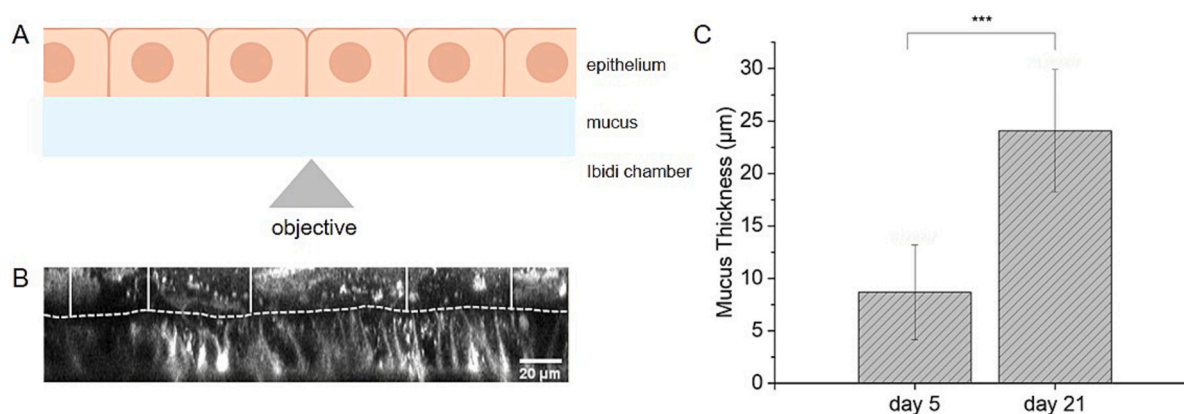 A
epithelium
mucus
Ibidi chamber
objective
B
20 µm
C
***
Mucus Thickness (µm)
30
25
20
15
10
5
0
day 5
day 21